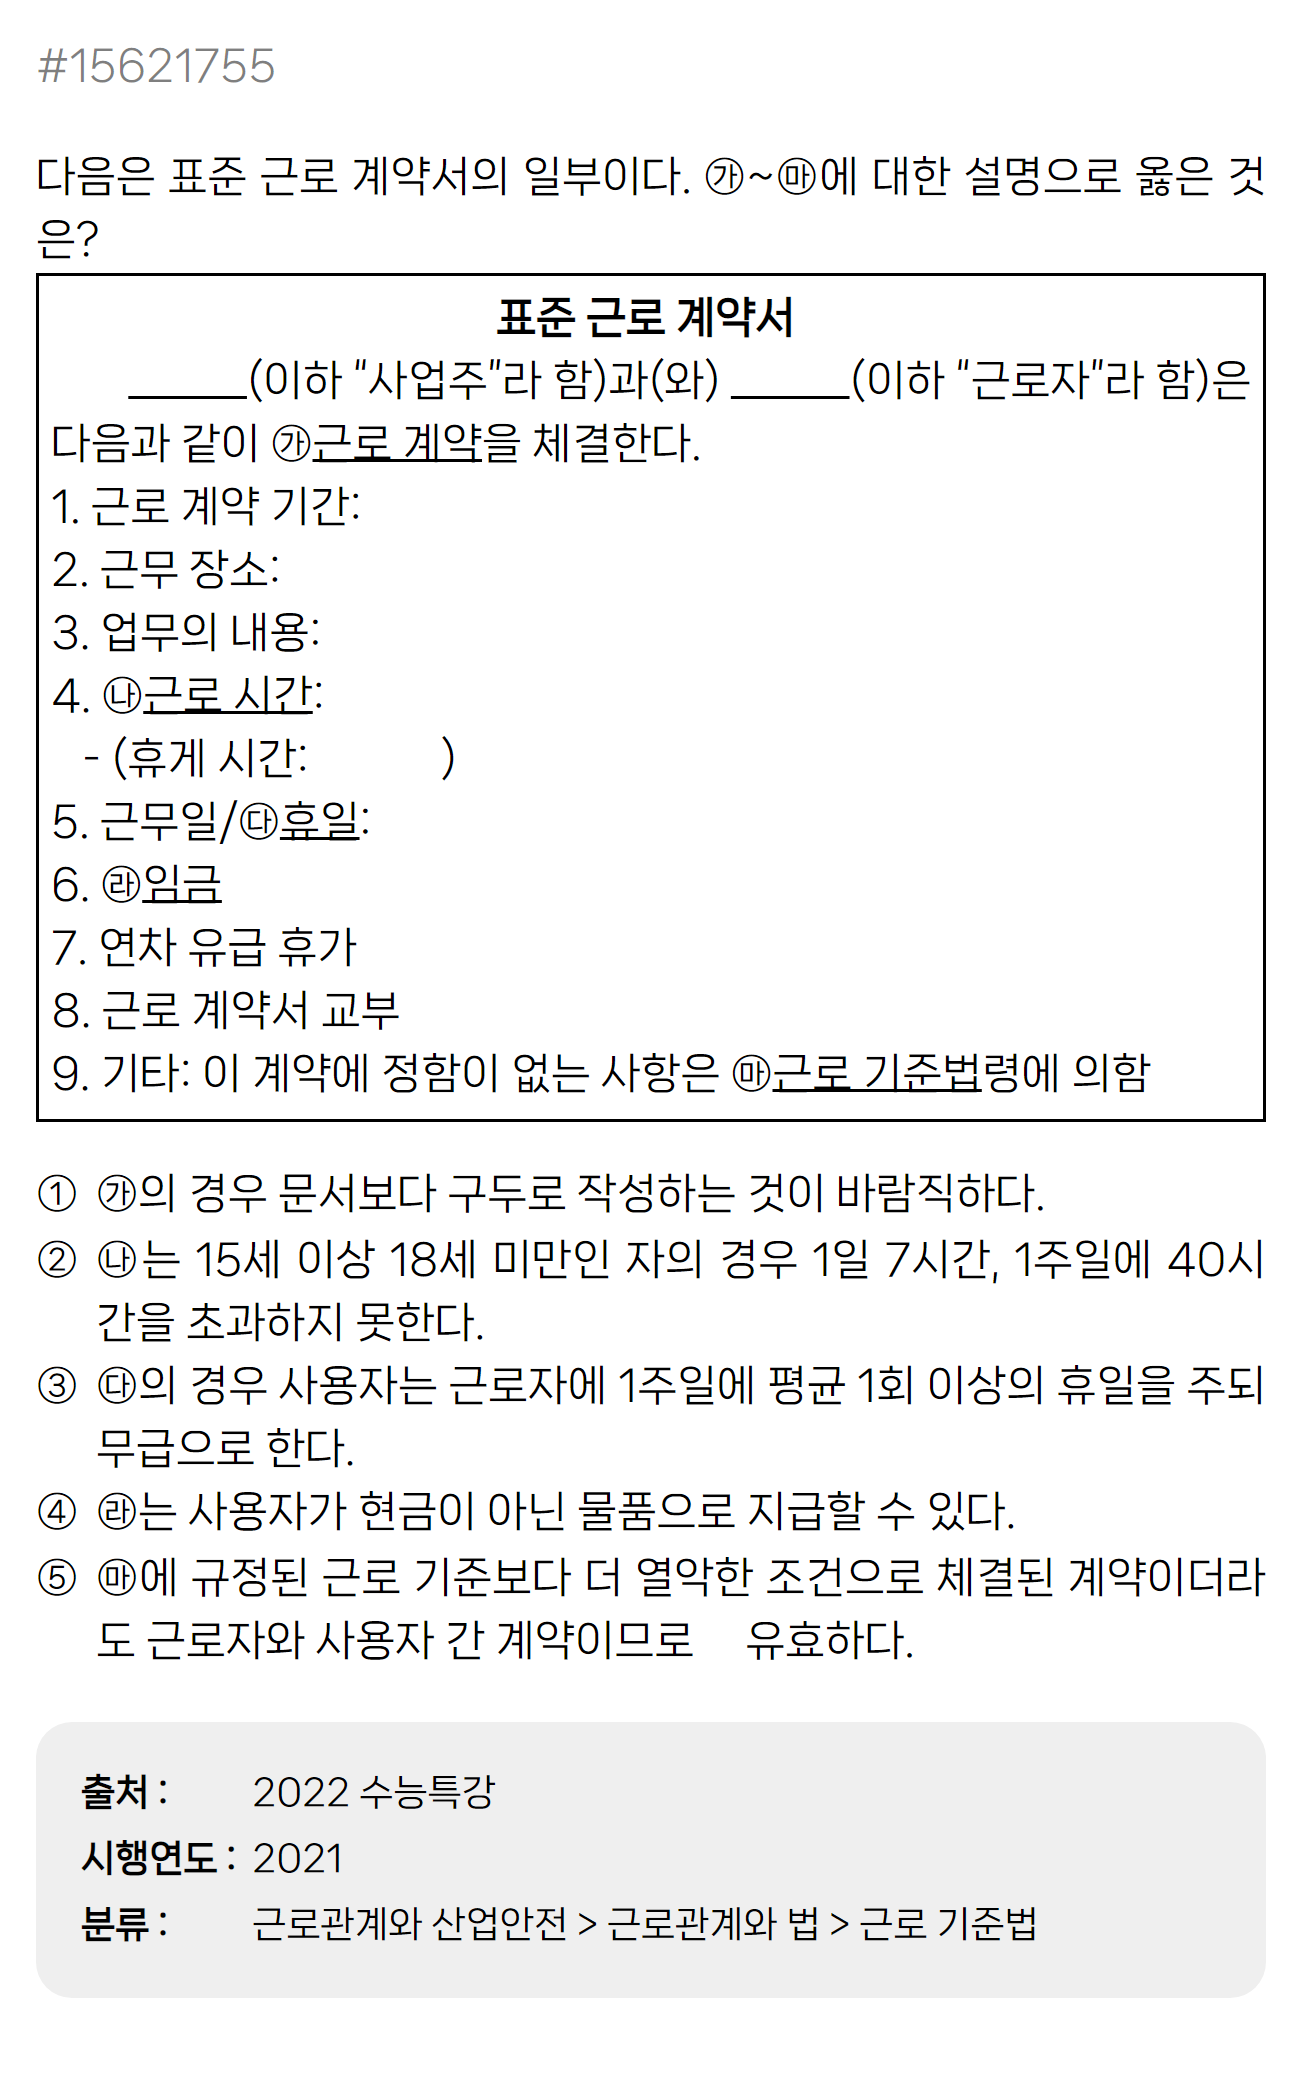 #15621755
다음은 표준 근로 계약서의 일부이다. ㉮~㉲에 대한 설명으로 옳은 것
은?
표준 근로 계약서
______(이하 “사업주”라 함)과(와) ______(이하 “근로자”라 함)은
다음과 같이 ㉮근로 계약을 체결한다.
1. 근로 계약 기간:
2. 근무 장소:
3. 업무의 내용:
4. ㉯근로 시간:
- (휴게 시간: )
5. 근무일/㉰휴일:
6. ㉱임금
7. 연차 유급 휴가
8. 근로 계약서 교부
9. 기타: 이 계약에 정함이 없는 사항은 ㉲근로 기준법령에 의함
① ㉮의 경우 문서보다 구두로 작성하는 것이 바람직하다.
② ㉯는 15세 이상 18세 미만인 자의 경우 1일 7시간, 1주일에 40시
간을 초과하지 못한다.
③ ㉰의 경우 사용자는 근로자에 1주일에 평균 1회 이상의 휴일을 주되
무급으로 한다.
④ ㉱는 사용자가 현금이 아닌 물품으로 지급할 수 있다.
⑤ ㉲에 규정된 근로 기준보다 더 열악한 조건으로 체결된 계약이더라
도 근로자와 사용자 간 계약이므로 유효하다.
출처 : 2022 수능특강
시행연도 : 2021
분류 : 근로관계와 산업안전 > 근로관계와 법 > 근로 기준법